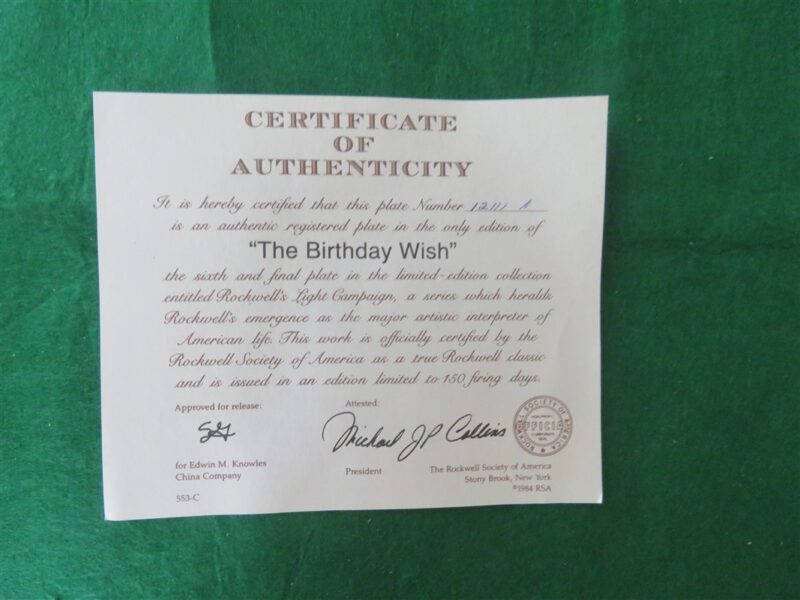 CERTIFICATE
OF
AUTHENTICITY
It is hereby certified that this plate Number 12111 A
is an authentic registered plate in the only edition of
"The Birthday Wish"
the sixth and final plate in the limited-edition collection
entitled Rockwell's Light Campaign, a series which heralds
Rockwell's emergence as the major artistic interpreter of
American life. This work is officially certified by the
Rockwell Society of America as a true Rockwell classic
and is issued in an edition limited to 150 firing days.
Approved for release:
Attested:
Michael JP Collins
ROCKWELL SOCIETY OF AMERICA
OFFICIAL
for Edwin M. Knowles
China Company
President
The Rockwell Society of America
Stony Brook, New York
©1984 RSA
553-C